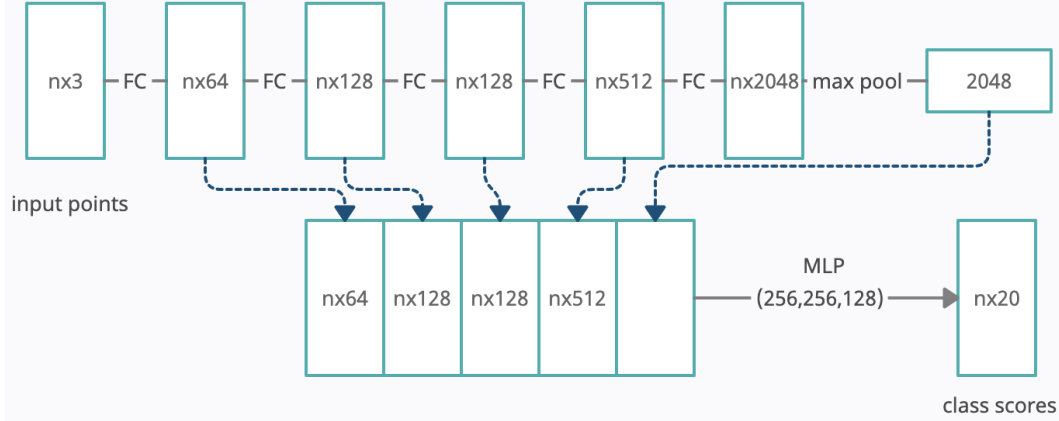 nx3 FC nx64 FC nx128 FC nx128 FC nx512 FC nx2048 max pool 2048
input points
nx64 nx128 nx128 nx512
MLP
(256,256,128)
nx20
class scores